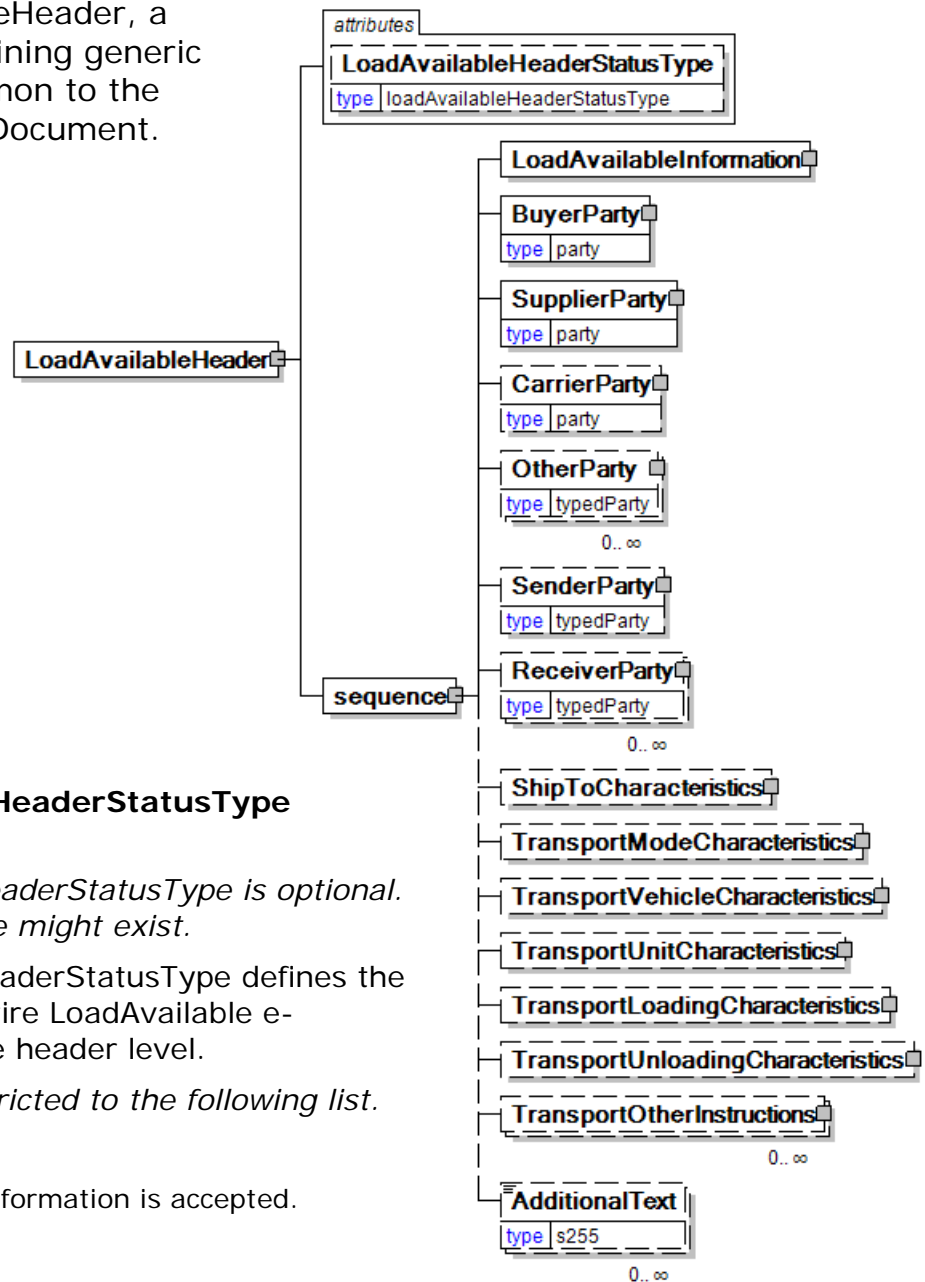 eHeader, a
ining generic
mon to the
Document.
attributes
LoadAvailableHeaderStatusType
type loadAvailableHeaderStatusType
LoadAvailableInformation
BuyerParty
type party
SupplierParty
type party
LoadAvailableHeader
CarrierParty
type party
OtherParty
type typedParty
0.. ∞
SenderParty
type typedParty
ReceiverParty
type typedParty
0.. ∞
sequence
ShipToCharacteristics
TransportModeCharacteristics
TransportVehicleCharacteristics
TransportUnitCharacteristics
TransportLoadingCharacteristics
TransportUnloadingCharacteristics
TransportOtherInstructions
0.. ∞
AdditionalText
type s255
0.. ∞
HeaderStatusType
eaderStatusType is optional.
e might exist.
eaderStatusType defines the
ire LoadAvailable e-
e header level.
ricted to the following list.
formation is accepted.